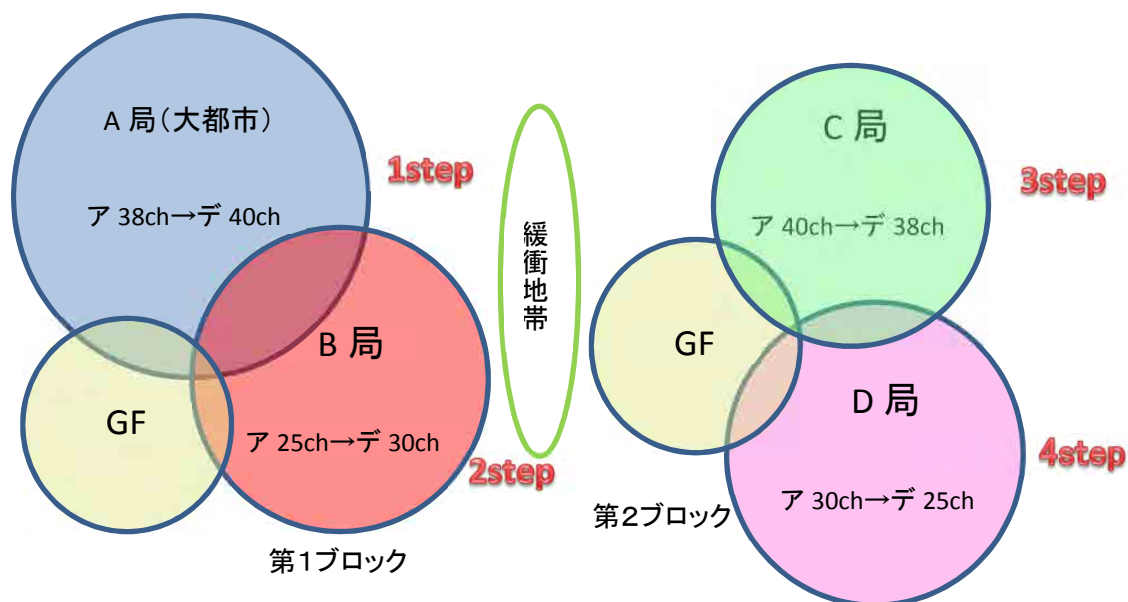 A 局(大都市)
ア 38ch→デ 40ch
1step
B 局
ア 25ch→デ 30ch
2step
GF
第1ブロック
緩衝地帯
C 局
ア 40ch→デ 38ch
3step
GF
D 局
ア 30ch→デ 25ch
4step
第2ブロック